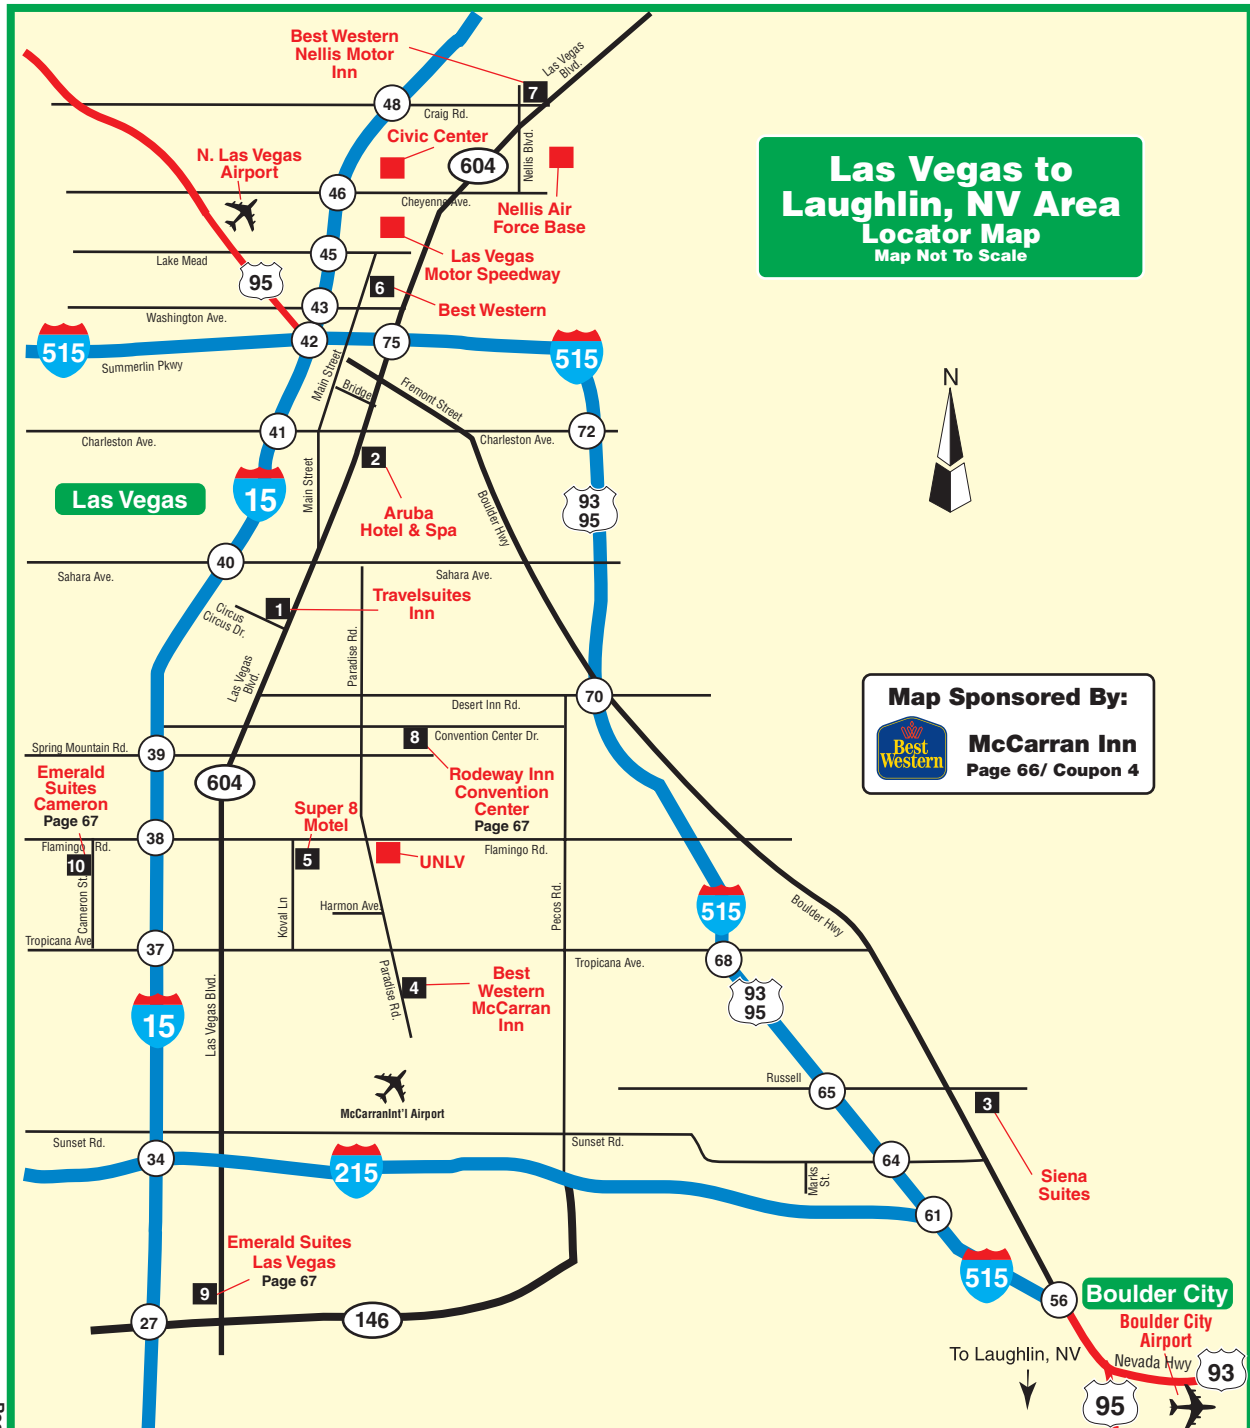 Best Western
Nellis Motor
Inn
Las Vegas
Blvd.
7
48
Craig Rd.
Civic Center
Nellis Blvd.
604
N. Las Vegas
Airport
46
Cheyenne Ave.
Nellis Air
Force Base
Las Vegas to
Laughlin, NV Area
Locator Map
Map Not To Scale
Lake Mead
45
Las Vegas
Motor Speedway
95
6
43
Best Western
Washington Ave.
515
42
75
515
Summerlin Pkwy
Main Street
Bridge
Fremont Street
N
Charleston Ave.
41
Charleston Ave.
72
2
Las Vegas
15
Main Street
Aruba
Hotel & Spa
Boulder Hwy
93
95
40
Sahara Ave.
Sahara Ave.
Circus
Circus Dr.
1
Travelsuites
Inn
Paradise Rd.
Las Vegas
Blvd.
70
Desert Inn Rd.
Map Sponsored By:
Best
Western
McCarran Inn
Page 66/ Coupon 4
8
Convention Center Dr.
Spring Mountain Rd.
39
604
Emerald
Suites
Cameron
Page 67
Rodeway Inn
Convention
Center
Page 67
Super 8
Motel
38
Flamingo Rd.
Flamingo Rd.
10
5
UNLV
Cameron St.
Koval Ln
Harmon Ave.
Pecos Rd.
515
Boulder Hwy
Tropicana Ave
37
Tropicana Ave.
68
Paradise Rd.
4
Best
Western
McCarran
Inn
93
95
15
Las Vegas Blvd.
McCarranInt'l Airport
Russell
65
3
Sunset Rd.
Sunset Rd.
34
215
64
Marks
St.
Siena
Suites
61
Emerald Suites
Las Vegas
Page 67
9
515
56
Boulder City
27
146
Boulder City
Airport
To Laughlin, NV
Nevada Hwy
93
95